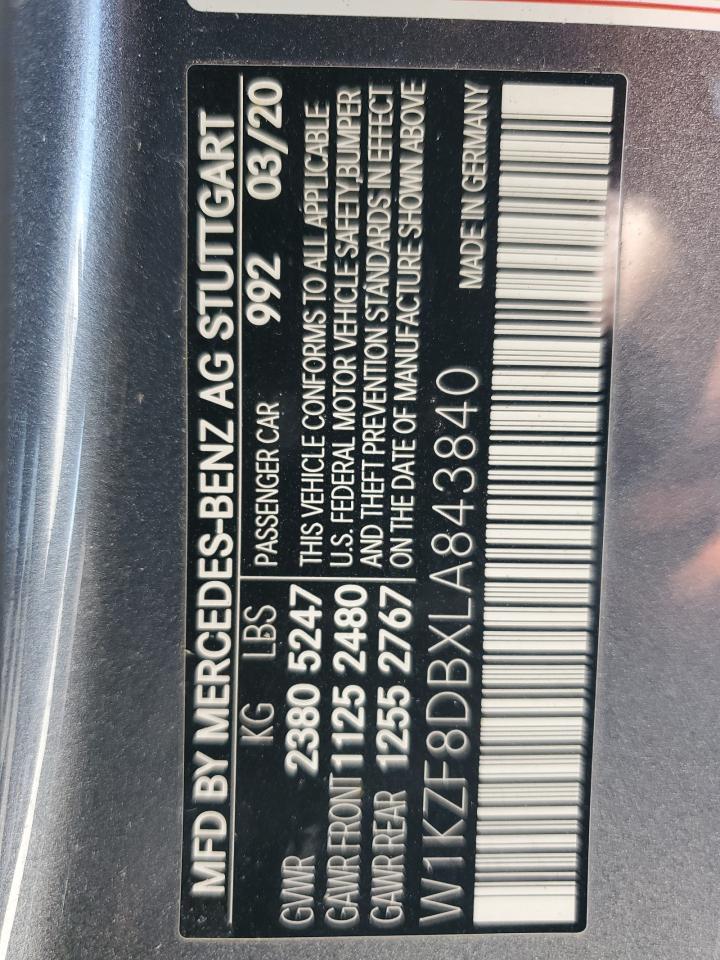 MFD BY MERCEDES-BENZ AG STUTTGART
KG LBS
PASSENGER CAR 992 03/20
GVWR 2380 5247
GAWR FRONT 1125 2480
GAWR REAR 1255 2767
THIS VEHICLE CONFORMS TO ALL APPLICABLE
U.S. FEDERAL MOTOR VEHICLE SAFETY, BUMPER
AND THEFT PREVENTION STANDARDS IN EFFECT
ON THE DATE OF MANUFACTURE SHOWN ABOVE
W1KZF8DBXLA843840
MADE IN GERMANY